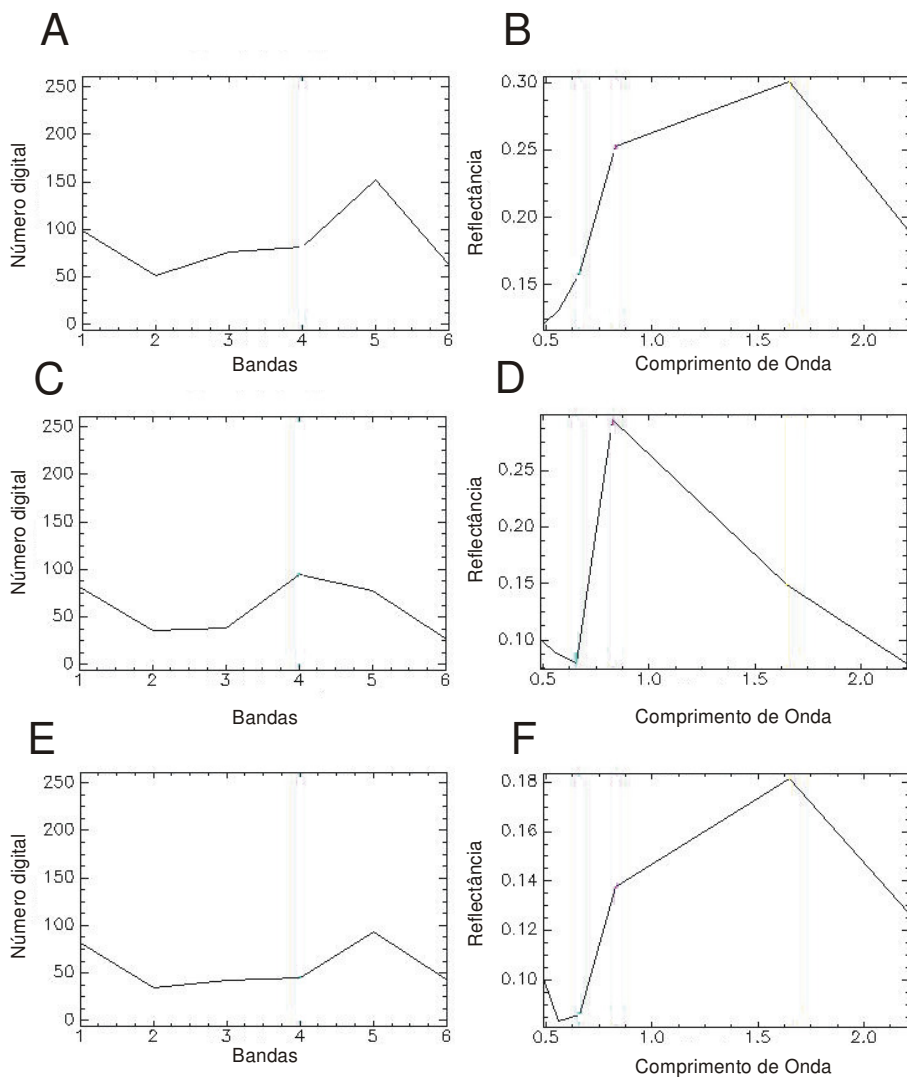 A
B
Número digital
250
200
150
100
50
0
1 2 3 4 5 6
Bandas
Reflectância
0.30
0.25
0.20
0.15
0.5 1.0 1.5 2.0
Comprimento de Onda
C
D
Número digital
250
200
150
100
50
0
1 2 3 4 5 6
Bandas
Reflectância
0.25
0.20
0.15
0.10
0.5 1.0 1.5 2.0
Comprimento de Onda
E
F
Número digital
250
200
150
100
50
0
1 2 3 4 5 6
Bandas
Reflectância
0.18
0.16
0.14
0.12
0.10
0.5 1.0 1.5 2.0
Comprimento de Onda